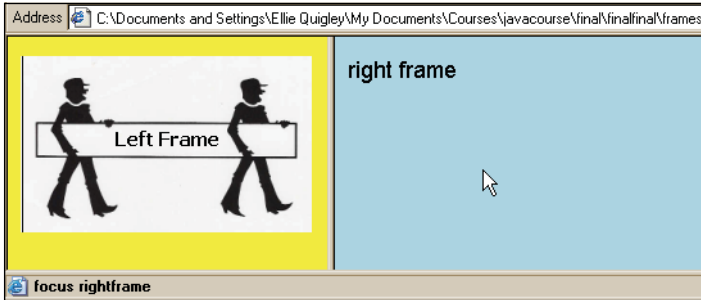 Address C:\Documents and Settings\Ellie Quigley\My Documents\Courses\javacourse\final\finalfinal\frames
Left Frame
right frame
focus rightframe